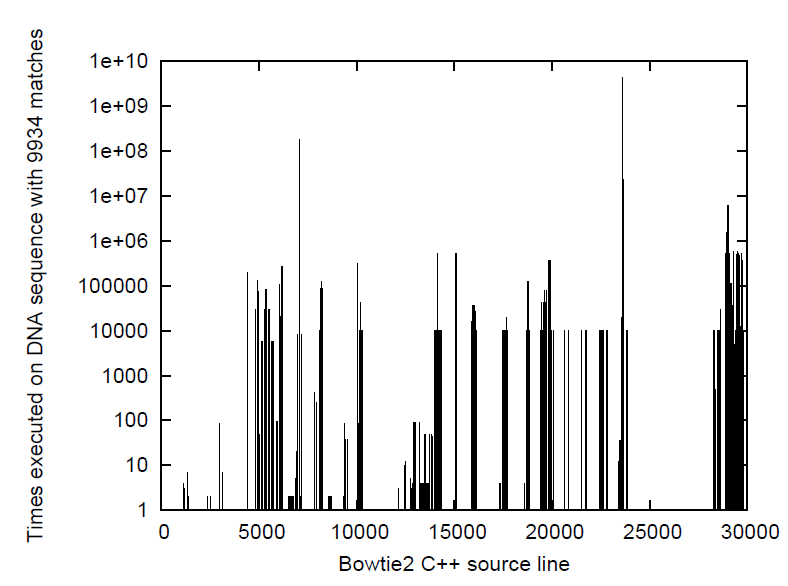 Times executed on DNA sequence with 9934 matches
1e+10
1e+09
1e+08
1e+07
1e+06
100000
10000
1000
100
10
1
0 5000 10000 15000 20000 25000 30000
Bowtie2 C++ source line